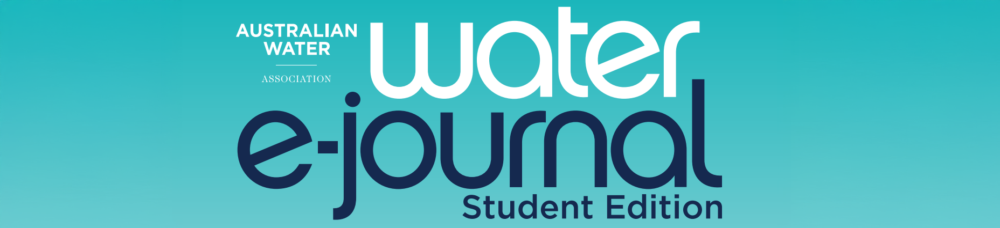 AUSTRALIAN
WATER
ASSOCIATION
water
e-journal
Student Edition